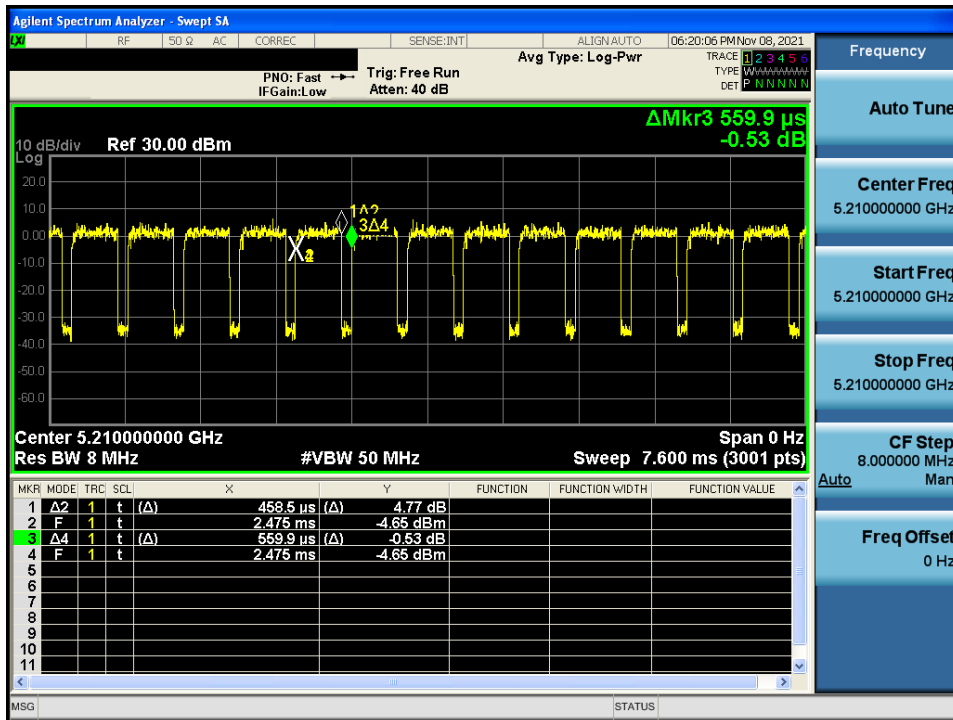 Agilent Spectrum Analyzer - Swept SA
LXI RF 50 Ω AC CORREC SENSE:INT ALIGN AUTO 06:20:06 PM Nov 08, 2021
PNO: Fast Trig: Free Run Avg Type: Log-Pwr TRACE 1 2 3 4 5 6
IFGain:Low Atten: 40 dB TYPE W
DET P N N N N N
ΔMkr3 559.9 µs
-0.53 dB
10 dB/div Ref 30.00 dBm
Log
20.0
10.0
0.00
-10.0
-20.0
-30.0
-40.0
-50.0
-60.0
1Δ2
3Δ4
Center 5.210000000 GHz Span 0 Hz
Res BW 8 MHz #VBW 50 MHz Sweep 7.600 ms (3001 pts)
MKR MODE TRC SCL X Y FUNCTION FUNCTION WIDTH FUNCTION VALUE
1 Δ2 1 t (Δ) 458.5 µs (Δ) 4.77 dB
2 F 1 t 2.475 ms -4.65 dBm
3 Δ4 1 t (Δ) 559.9 µs (Δ) -0.53 dB
4 F 1 t 2.475 ms -4.65 dBm
5
6
7
8
9
10
11
MSG STATUS
Frequency
Auto Tune
Center Freq
5.210000000 GHz
Start Freq
5.210000000 GHz
Stop Freq
5.210000000 GHz
CF Step
8.000000 MHz
Auto Man
Freq Offset
0 Hz